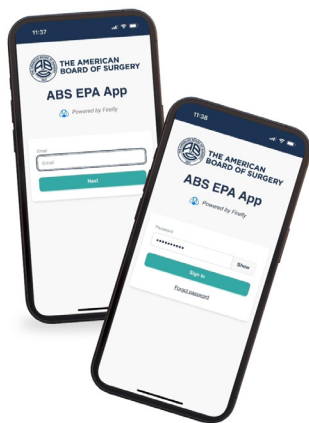 11:37
THE AMERICAN
BOARD OF SURGERY
ABS EPA App
Powered by Firefly
Email
Email
Next
11:38
THE AMERICAN
BOARD OF SURGERY
ABS EPA App
Powered by Firefly
Password
••••••••••
Show
Sign In
Forgot password